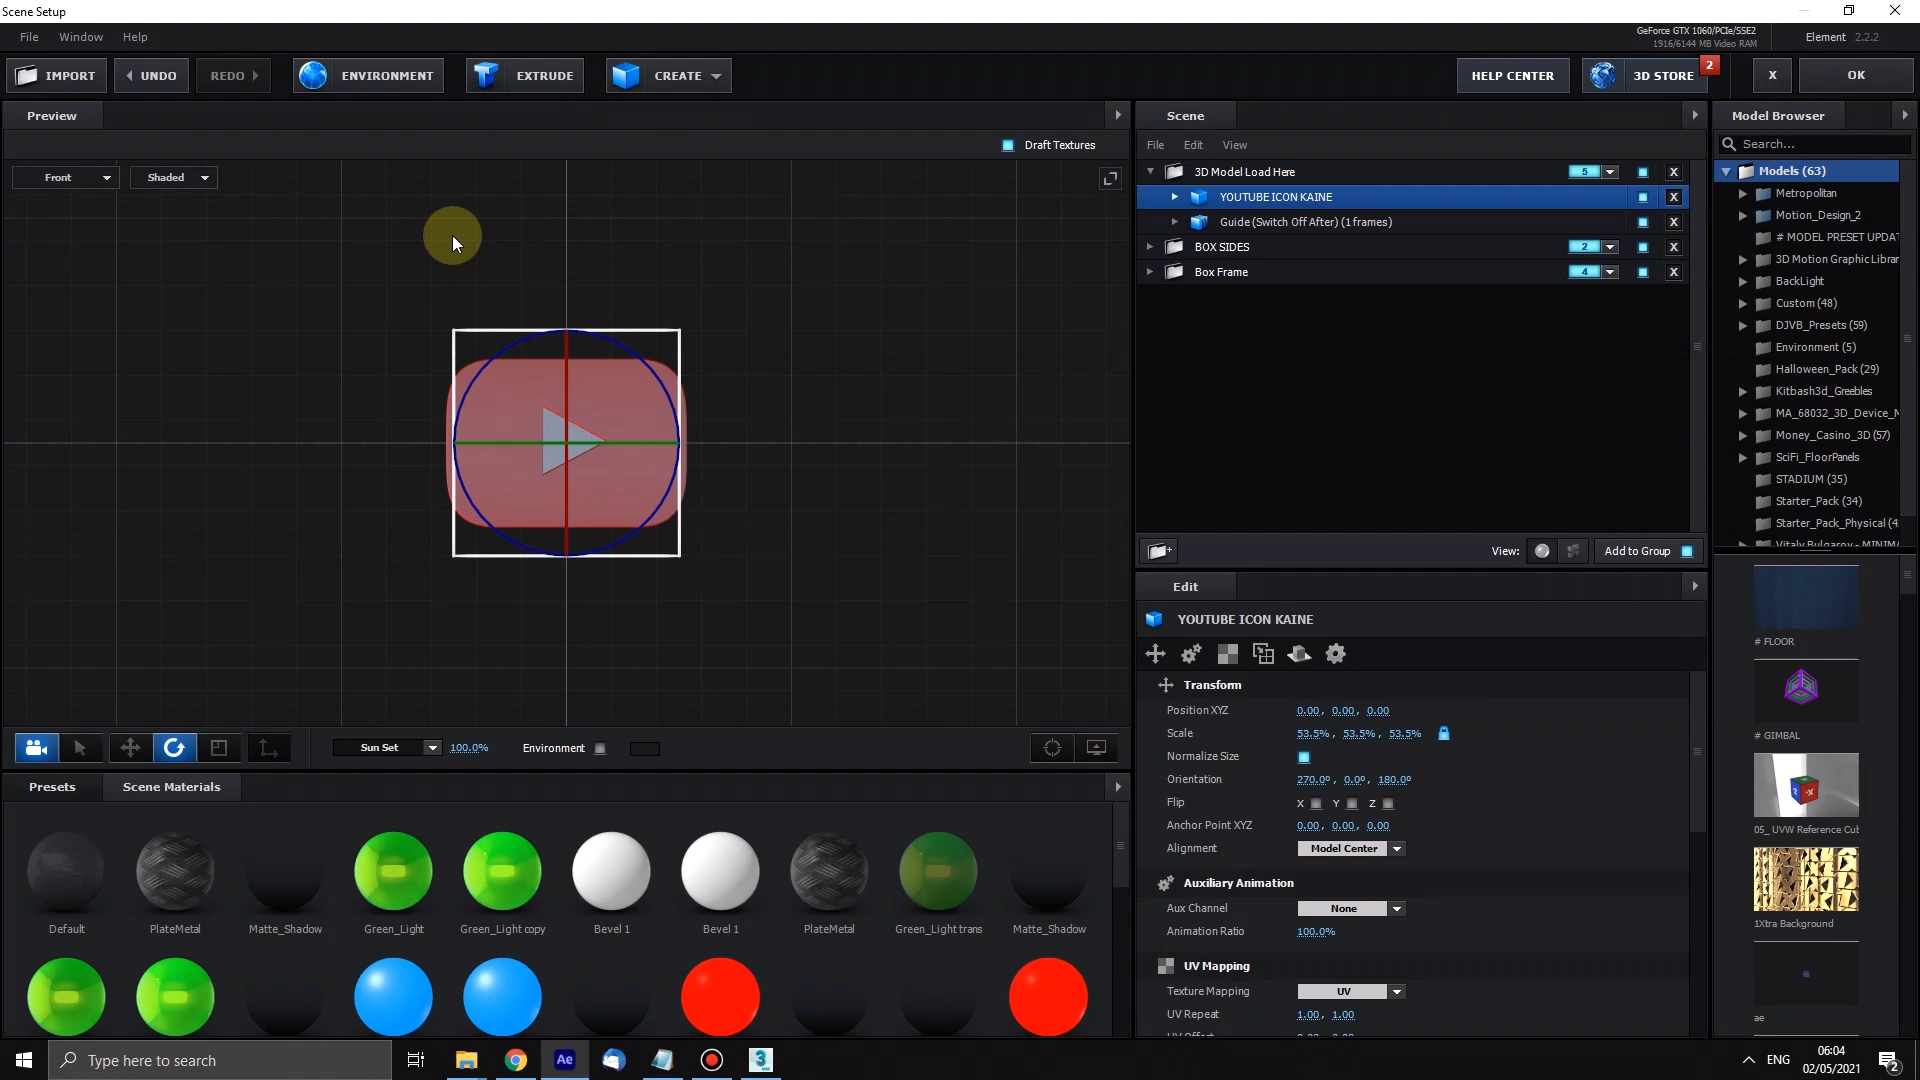 Scene Setup
File Window Help
GeForce GTX 1060/PCIe/SSE2
1916/6144 MB Video RAM
Element 2.2.2
IMPORT UNDO REDO ENVIRONMENT EXTRUDE CREATE HELP CENTER 3D STORE 2 X OK
Preview
Draft Textures
Front Shaded
Sun Set 100.0% Environment
Presets Scene Materials
Default PlateMetal Matte_Shadow Green_Light Green_Light copy Bevel 1 Bevel 1 PlateMetal Green_Light trans Matte_Shadow
Scene
File Edit View
3D Model Load Here 5 X
YOUTUBE ICON KAINE X
Guide (Switch Off After) (1 frames) X
BOX SIDES 2 X
Box Frame 4 X
View: Add to Group
Edit
YOUTUBE ICON KAINE
Transform
Position XYZ 0.00, 0.00, 0.00
Scale 53.5%, 53.5%, 53.5%
Normalize Size
Orientation 270.0º, 0.0º, 180.0º
Flip X Y Z
Anchor Point XYZ 0.00, 0.00, 0.00
Alignment Model Center
Auxiliary Animation
Aux Channel None
Animation Ratio 100.0%
UV Mapping
Texture Mapping UV
UV Repeat 1.00, 1.00
Model Browser
Search...
Models (63)
Metropolitan
Motion_Design_2
# MODEL PRESET UPDAT
3D Motion Graphic Librar
BackLight
Custom (48)
DJVB_Presets (59)
Environment (5)
Halloween_Pack (29)
Kitbash3d_Greebles
MA_68032_3D_Device_M
Money_Casino_3D (57)
SciFi_FloorPanels
STADIUM (35)
Starter_Pack (34)
Starter_Pack_Physical (4
# FLOOR
# GIMBAL
05_ UVW Reference Cub
1Xtra Background
ae
Type here to search
Ae
3
ENG
06:04
02/05/2021
2